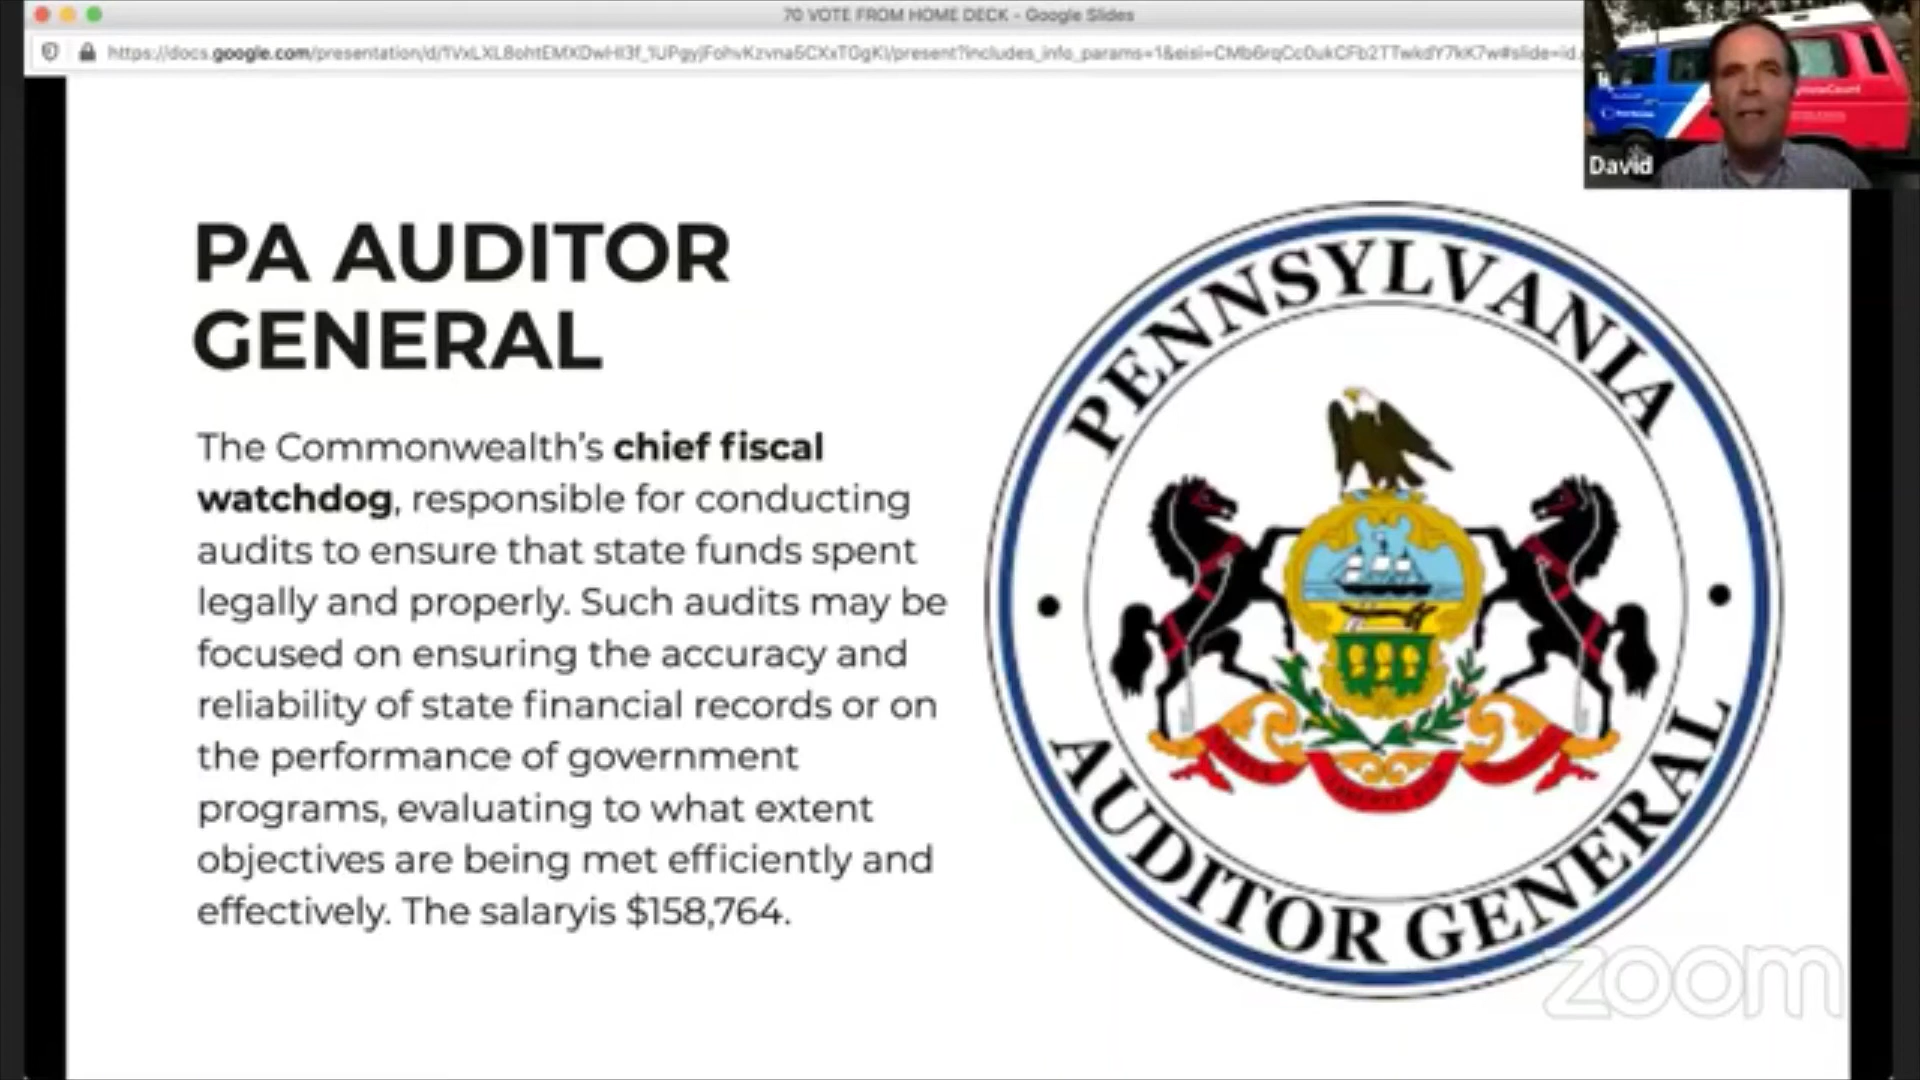 70 VOTE FROM HOME DECK - Google Slides
David
PA AUDITOR
GENERAL
The Commonwealth's chief fiscal
watchdog, responsible for conducting
audits to ensure that state funds spent
legally and properly. Such audits may be
focused on ensuring the accuracy and
reliability of state financial records or on
the performance of government
programs, evaluating to what extent
objectives are being met efficiently and
effectively. The salaryis $158,764.
PENNSYLVANIA
AUDITOR GENERAL
zoom